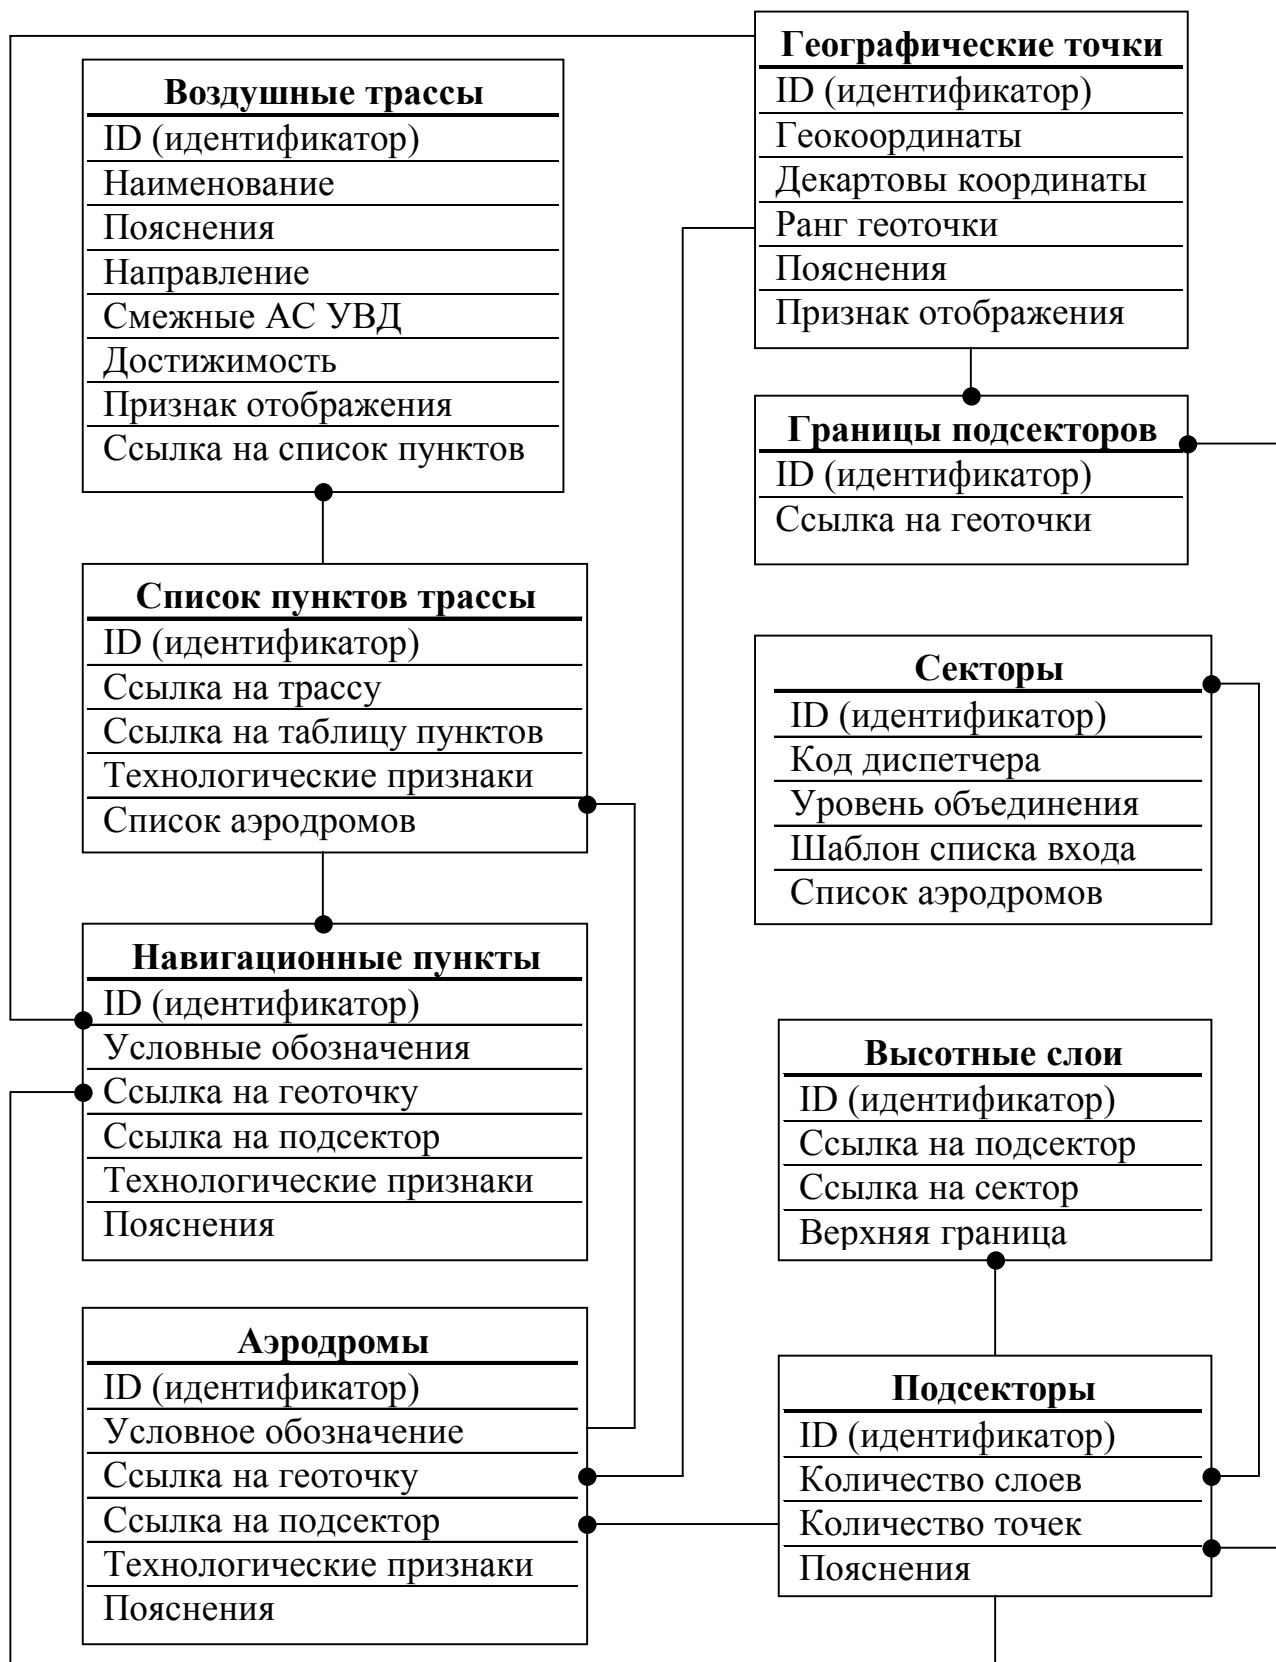 Воздушные трассы
ID (идентификатор)
Наименование
Пояснения
Направление
Смежные АС УВД
Достижимость
Признак отображения
Ссылка на список пунктов
Список пунктов трассы
ID (идентификатор)
Ссылка на трассу
Ссылка на таблицу пунктов
Технологические признаки
Список аэродромов
Навигационные пункты
ID (идентификатор)
Условные обозначения
Ссылка на геоточку
Ссылка на подсектор
Технологические признаки
Пояснения
Аэродромы
ID (идентификатор)
Условное обозначение
Ссылка на геоточку
Ссылка на подсектор
Технологические признаки
Пояснения
Географические точки
ID (идентификатор)
Геокоординаты
Декартовы координаты
Ранг геоточки
Пояснения
Признак отображения
Границы подсекторов
ID (идентификатор)
Ссылка на геоточки
Секторы
ID (идентификатор)
Код диспетчера
Уровень объединения
Шаблон списка входа
Список аэродромов
Высотные слои
ID (идентификатор)
Ссылка на подсектор
Ссылка на сектор
Верхняя граница
Подсекторы
ID (идентификатор)
Количество слоев
Количество точек
Пояснения